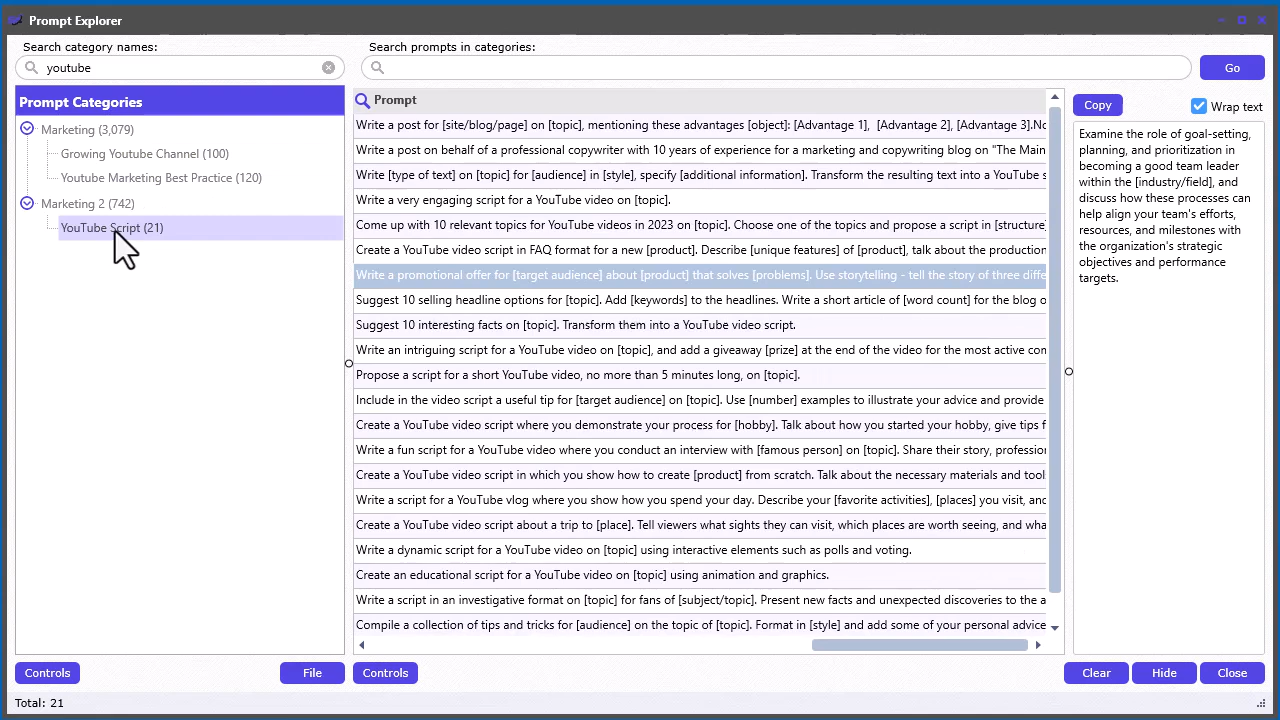 Prompt Explorer
Search category names:
Search prompts in categories:
youtube
Go
Prompt Categories
Marketing (3,079)
Growing Youtube Channel (100)
Youtube Marketing Best Practice (120)
Marketing 2 (742)
YouTube Script (21)
Prompt
Write a post for [site/blog/page] on [topic], mentioning these advantages [object]: [Advantage 1],  [Advantage 2], [Advantage 3].No
Write a post on behalf of a professional copywriter with 10 years of experience for a marketing and copywriting blog on "The Main
Write [type of text] on [topic] for [audience] in [style], specify [additional information]. Transform the resulting text into a YouTube s
Write a very engaging script for a YouTube video on [topic].
Come up with 10 relevant topics for YouTube videos in 2023 on [topic]. Choose one of the topics and propose a script in [structure]
Create a YouTube video script in FAQ format for a new [product]. Describe [unique features] of [product], talk about the production
Write a promotional offer for [target audience] about [product] that solves [problems]. Use storytelling - tell the story of three diffe
Suggest 10 selling headline options for [topic]. Add [keywords] to the headlines. Write a short article of [word count] for the blog o
Suggest 10 interesting facts on [topic]. Transform them into a YouTube video script.
Write an intriguing script for a YouTube video on [topic], and add a giveaway [prize] at the end of the video for the most active com
Propose a script for a short YouTube video, no more than 5 minutes long, on [topic].
Include in the video script a useful tip for [target audience] on [topic]. Use [number] examples to illustrate your advice and provide
Create a YouTube video script where you demonstrate your process for [hobby]. Talk about how you started your hobby, give tips f
Write a fun script for a YouTube video where you conduct an interview with [famous person] on [topic]. Share their story, profession
Create a YouTube video script in which you show how to create [product] from scratch. Talk about the necessary materials and tool
Write a script for a YouTube vlog where you show how you spend your day. Describe your [favorite activities], [places] you visit, and
Create a YouTube video script about a trip to [place]. Tell viewers what sights they can visit, which places are worth seeing, and wha
Write a dynamic script for a YouTube video on [topic] using interactive elements such as polls and voting.
Create an educational script for a YouTube video on [topic] using animation and graphics.
Write a script in an investigative format on [topic] for fans of [subject/topic]. Present new facts and unexpected discoveries to the a
Compile a collection of tips and tricks for [audience] on the topic of [topic]. Format in [style] and add some of your personal advice
Copy
Wrap text
Examine the role of goal-setting,
planning, and prioritization in
becoming a good team leader
within the [industry/field], and
discuss how these processes can
help align your team's efforts,
resources, and milestones with
the organization's strategic
objectives and performance
targets.
Controls
File
Controls
Clear
Hide
Close
Total: 21